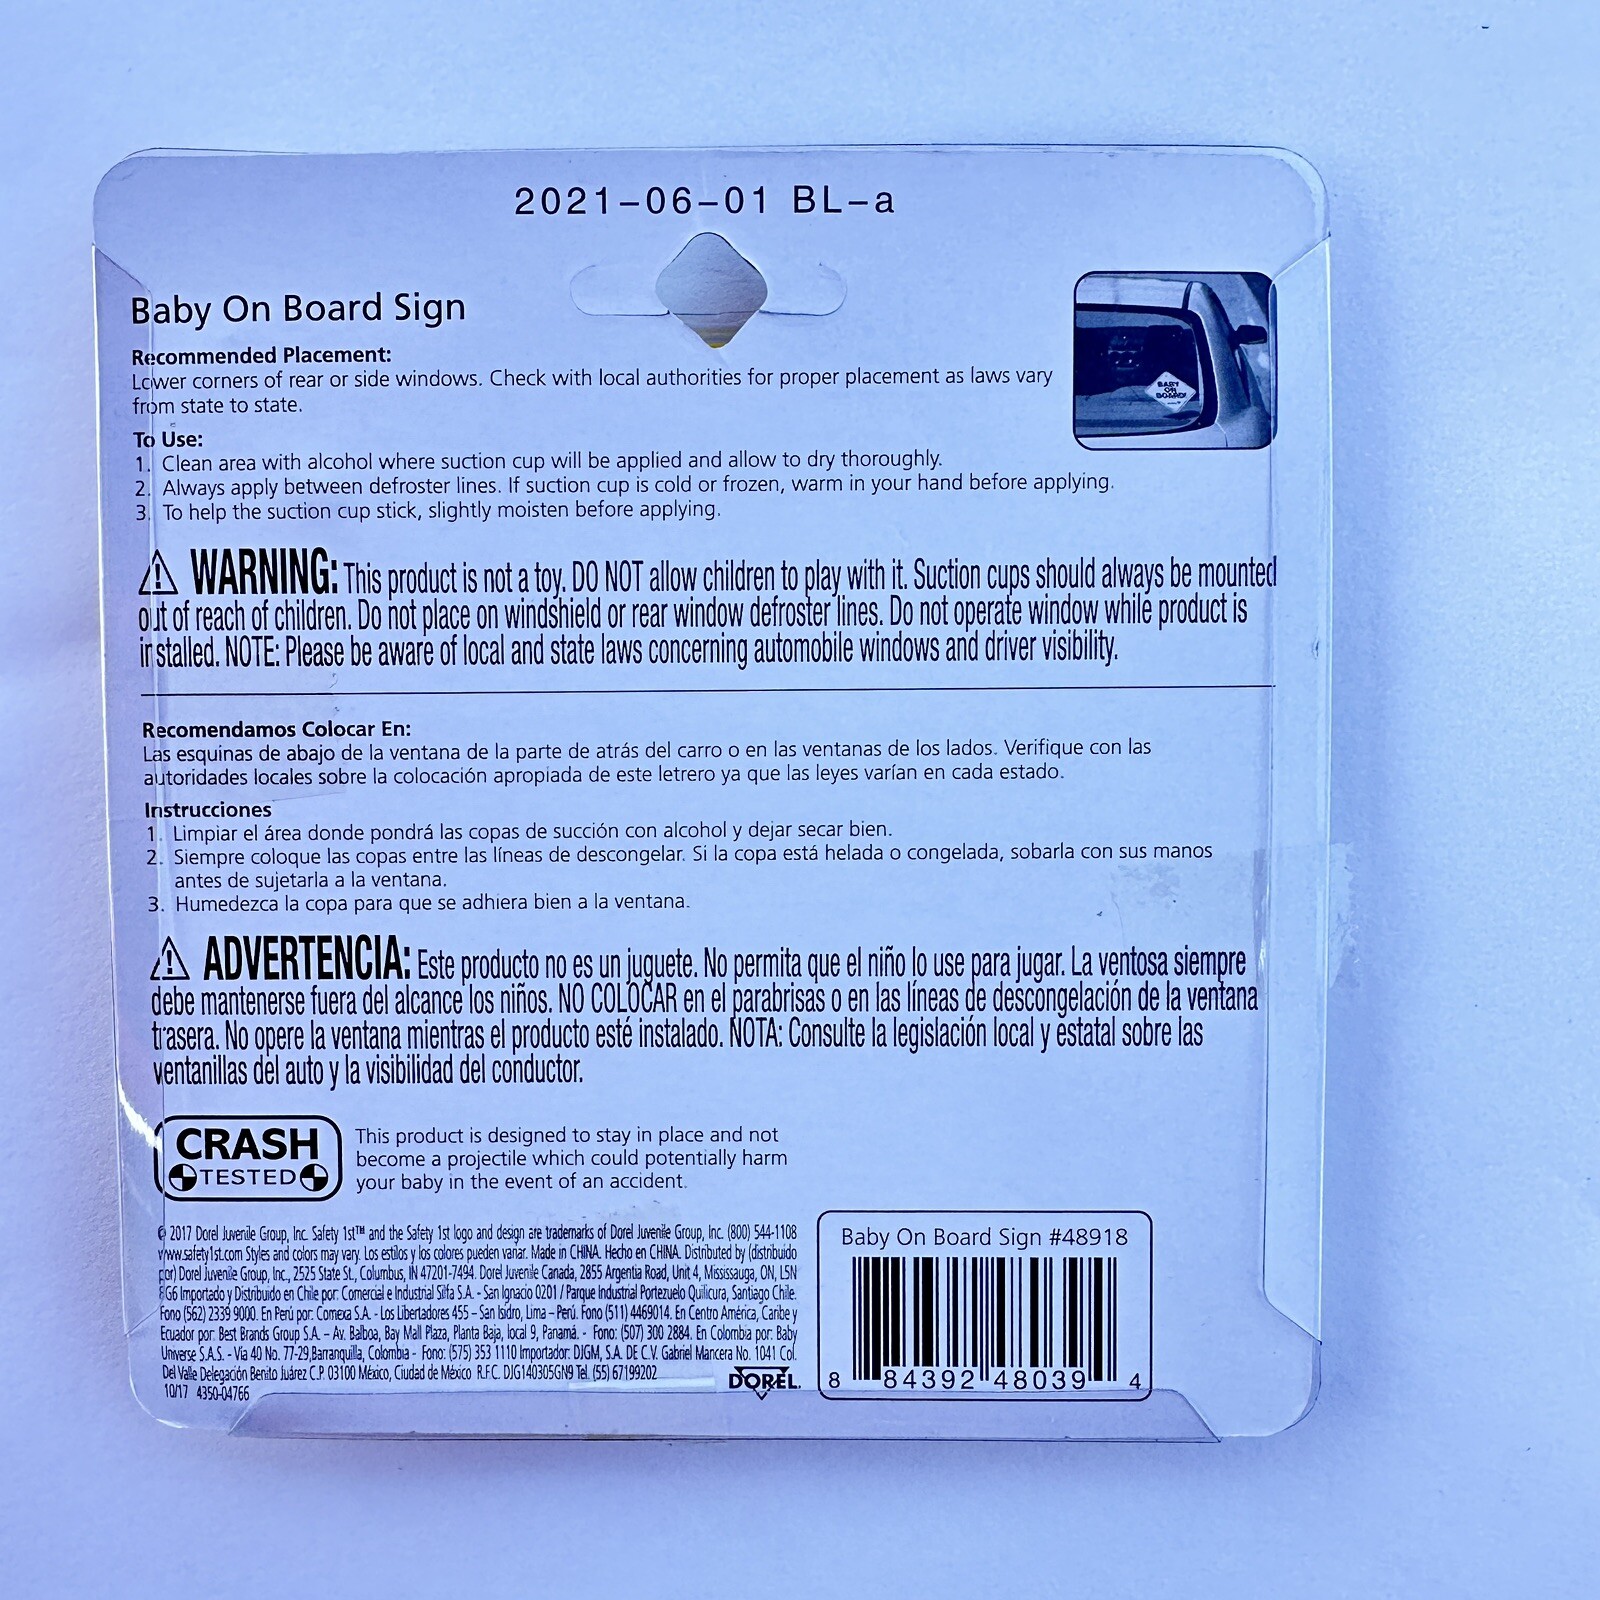 2021-06-01 BL-a
Baby On Board Sign
Recommended Placement:
Lower corners of rear or side windows. Check with local authorities for proper placement as laws vary
from state to state.
BABY
ON
BOARD!
To Use:
1. Clean area with alcohol where suction cup will be applied and allow to dry thoroughly.
2. Always apply between defroster lines. If suction cup is cold or frozen, warm in your hand before applying.
3. To help the suction cup stick, slightly moisten before applying.
WARNING: This product is not a toy. DO NOT allow children to play with it. Suction cups should always be mounted
out of reach of children. Do not place on windshield or rear window defroster lines. Do not operate window while product is
installed. NOTE: Please be aware of local and state laws concerning automobile windows and driver visibility.
Recomendamos Colocar En:
Las esquinas de abajo de la ventana de la parte de atrás del carro o en las ventanas de los lados. Verifique con las
autoridades locales sobre la colocación apropiada de este letrero ya que las leyes varían en cada estado.
Instrucciones
1. Limpiar el área donde pondrá las copas de succión con alcohol y dejar secar bien.
2. Siempre coloque las copas entre las líneas de descongelar. Si la copa está helada o congelada, sobarla con sus manos
antes de sujetarla a la ventana.
3. Humedezca la copa para que se adhiera bien a la ventana.
ADVERTENCIA: Este producto no es un juguete. No permita que el niño lo use para jugar. La ventosa siempre
debe mantenerse fuera del alcance los niños. NO COLOCAR en el parabrisas o en las líneas de descongelación de la ventana
trasera. No opere la ventana mientras el producto esté instalado. NOTA: Consulte la legislación local y estatal sobre las
ventanillas del auto y la visibilidad del conductor.
CRASH
TESTED
This product is designed to stay in place and not
become a projectile which could potentially harm
your baby in the event of an accident.
© 2017 Dorel Juvenile Group, Inc. Safety 1st™ and the Safety 1st logo and design are trademarks of Dorel Juvenile Group, Inc. (800) 544-1108
www.safety1st.com Styles and colors may vary. Los estilos y los colores pueden variar. Made in CHINA. Hecho en CHINA. Distributed by (distribuido
por) Dorel Juvenile Group, Inc., 2525 State St., Columbus, IN 47201-7494. Dorel Juvenile Canada, 2855 Argentia Road, Unit 4, Mississauga, ON, L5N
8G6 Importado y Distribuido en Chile por: Comercial e Industrial Silfa S.A. - San Ignacio 0201 / Parque Industrial Portezuelo Quilicura, Santiago Chile.
Fono (562) 2339 9000. En Perú por: Comexa S.A. - Los Libertadores 455 – San Isidro, Lima – Perú. Fono (511) 4469014. En Centro América, Caribe y
Ecuador por: Best Brands Group S.A. – Av. Balboa, Bay Mall Plaza, Planta Baja, local 9, Panamá. - Fono: (507) 300 2884. En Colombia por: Baby
Universe S.A.S. - Via 40 No. 77-29,Barranquilla, Colombia - Fono: (575) 353 1110 Importador: DJGM, S.A. DE C.V. Gabriel Mancera No. 1041 Col.
Del Valle Delegación Benito Juárez C.P. 03100 México, Ciudad de México R.F.C. DJG140305GN9 Tel. (55) 67199202
10/17 4350-04766
DOREL.
Baby On Board Sign #48918
8 84392 48039 4